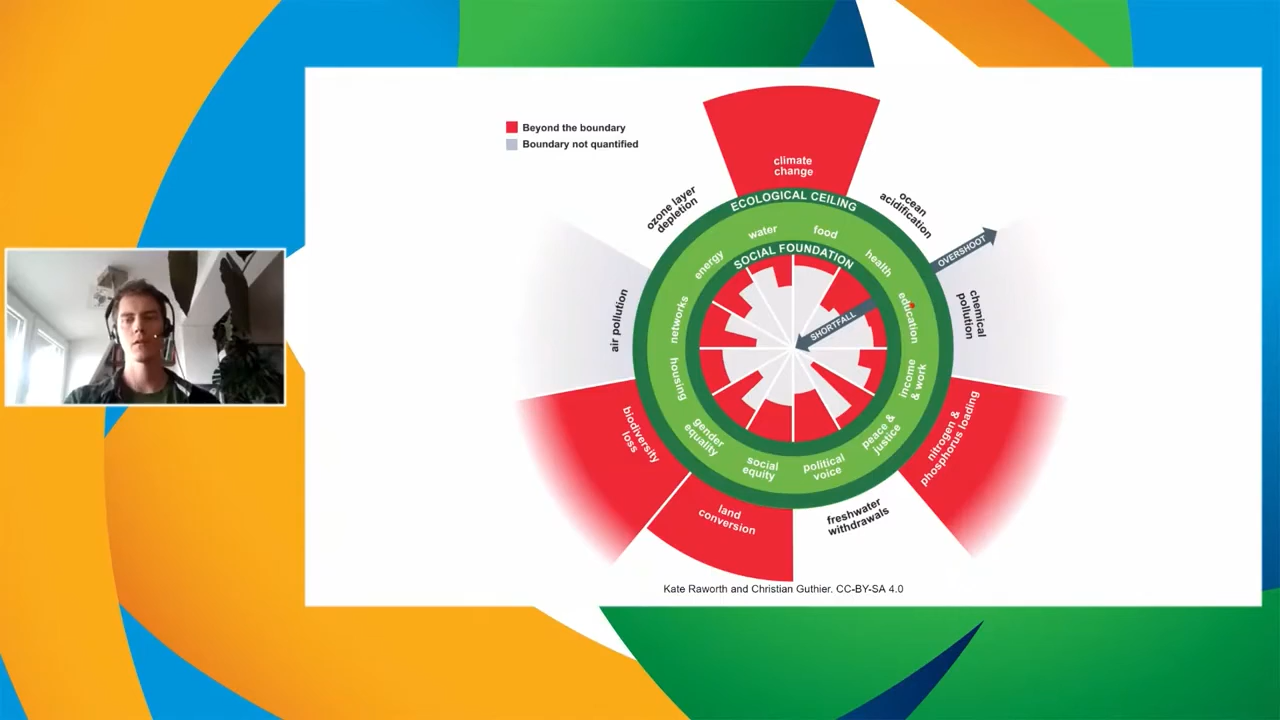 Beyond the boundary
Boundary not quantified
climate
change
ozone layer
depletion
ocean
acidification
ECOLOGICAL CEILING
water
food
energy
health
SOCIAL FOUNDATION
OVERSHOOT
SHORTFALL
air pollution
networks
education
chemical
pollution
housing
income
& work
biodiversity
loss
gender
equality
social
equity
political
voice
peace &
justice
nitrogen &
phosphorus loading
land
conversion
freshwater
withdrawals
Kate Raworth and Christian Guthier. CC-BY-SA 4.0